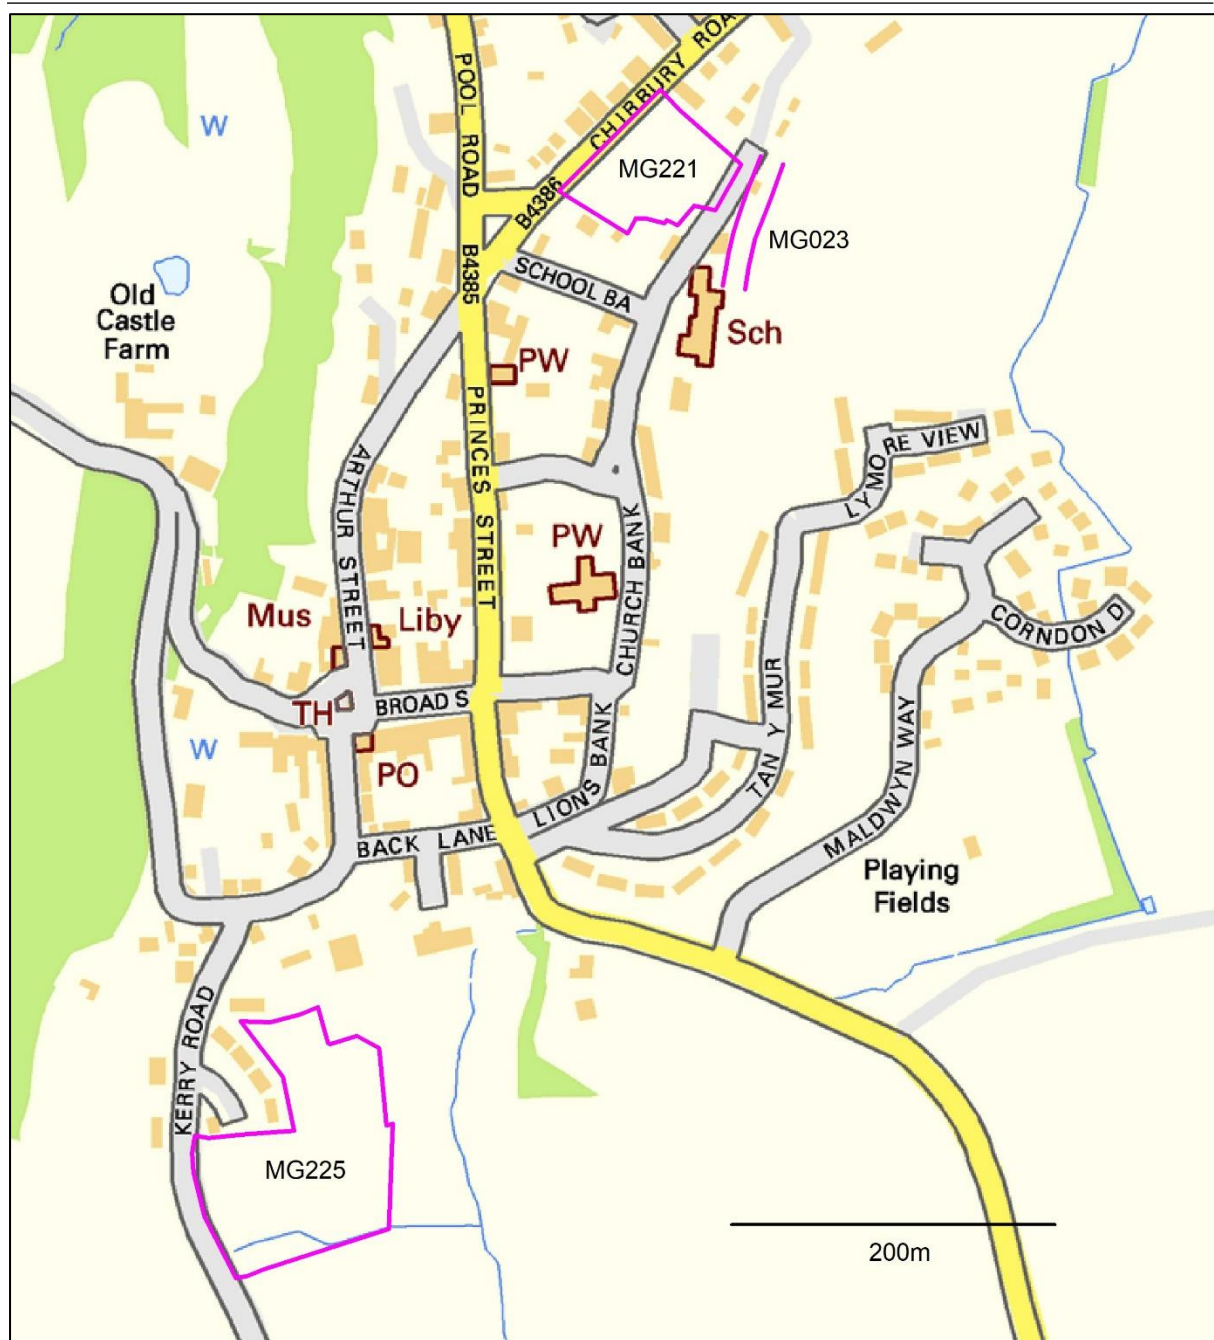 POOL ROAD
CHIRBURY ROA
W
MG221
B4386
MG023
B4385
SCHOOL BA
Old
Castle
Farm
Sch
PW
PRINCES STREET
RE VIEW
LYMO
ARTHUR STREET
PW
CHURCH BANK
Mus
Liby
CORNDON D
TH
BROAD S
TAN Y MUR
MALDWYN WAY
W
PO
LIONS BANK
BACK LANE
Playing
Fields
KERRY ROAD
MG225
200m